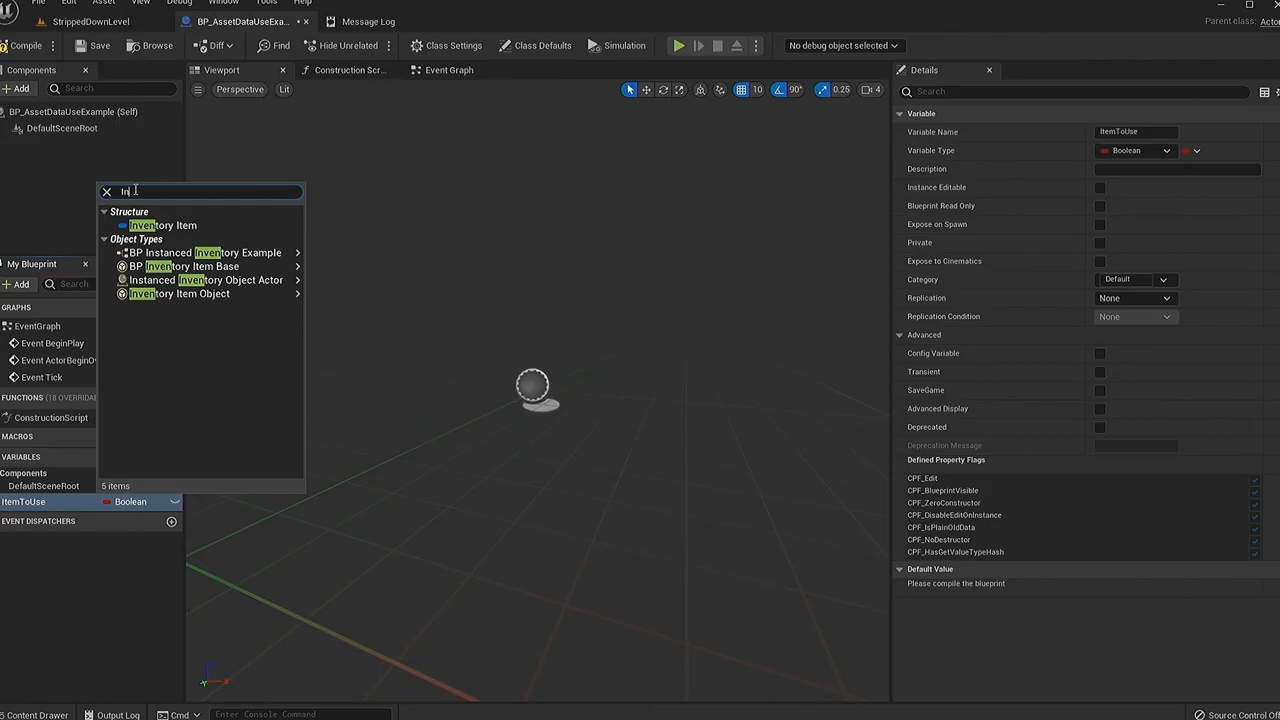 File Edit Asset View Debug Window Tools Help
StrippedDownLevel BP_AssetDataUseExa... • Message Log Parent class: Actor
Compile Save Browse Diff Find Hide Unrelated Class Settings Class Defaults Simulation No debug object selected
Components Viewport Construction Scr... Event Graph Details
Add Search Perspective Lit 10 90° 0.25 4 Search
BP_AssetDataUseExample (Self)
DefaultSceneRoot
In
Structure
Inventory Item
Object Types
BP Instanced Inventory Example
BP Inventory Item Base
Instanced Inventory Object Actor
Inventory Item Object
5 items
My Blueprint
Add Search
GRAPHS
EventGraph
Event BeginPlay
Event ActorBeginOv
Event Tick
FUNCTIONS (18 OVERRIDA
ConstructionScript
MACROS
VARIABLES
Components
DefaultSceneRoot
ItemToUse Boolean
EVENT DISPATCHERS
Variable
Variable Name ItemToUse
Variable Type Boolean
Description
Instance Editable
Blueprint Read Only
Expose on Spawn
Private
Expose to Cinematics
Category Default
Replication None
Replication Condition None
Advanced
Config Variable
Transient
SaveGame
Advanced Display
Deprecated
Deprecation Message
Defined Property Flags
CPF_Edit
CPF_BlueprintVisible
CPF_ZeroConstructor
CPF_DisableEditOnInstance
CPF_IsPlainOldData
CPF_NoDestructor
CPF_HasGetValueTypeHash
Default Value
Please compile the blueprint
Content Drawer Output Log Cmd Enter Console Command Source Control Off